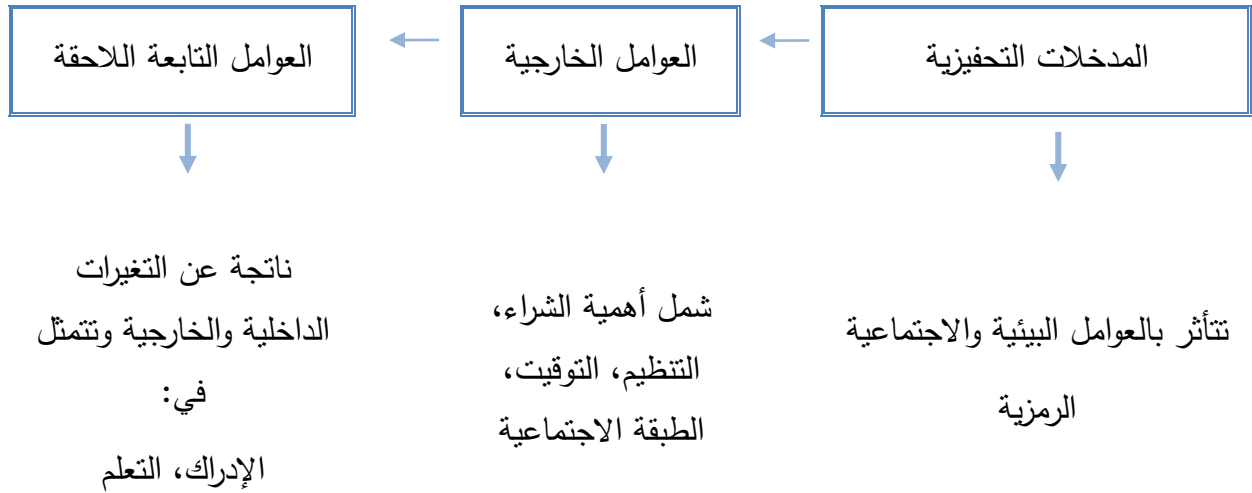 المدخلات التحفيزية
العوامل الخارجية
العوامل التابعة اللاحقة
تتأثر بالعوامل البيئية والاجتماعية
الرمزية
شمل أهمية الشراء،
التنظيم، التوقيت،
الطبقة الاجتماعية
ناتجة عن التغيرات
الداخلية والخارجية وتتمثل
في:
الإدراك، التعلم